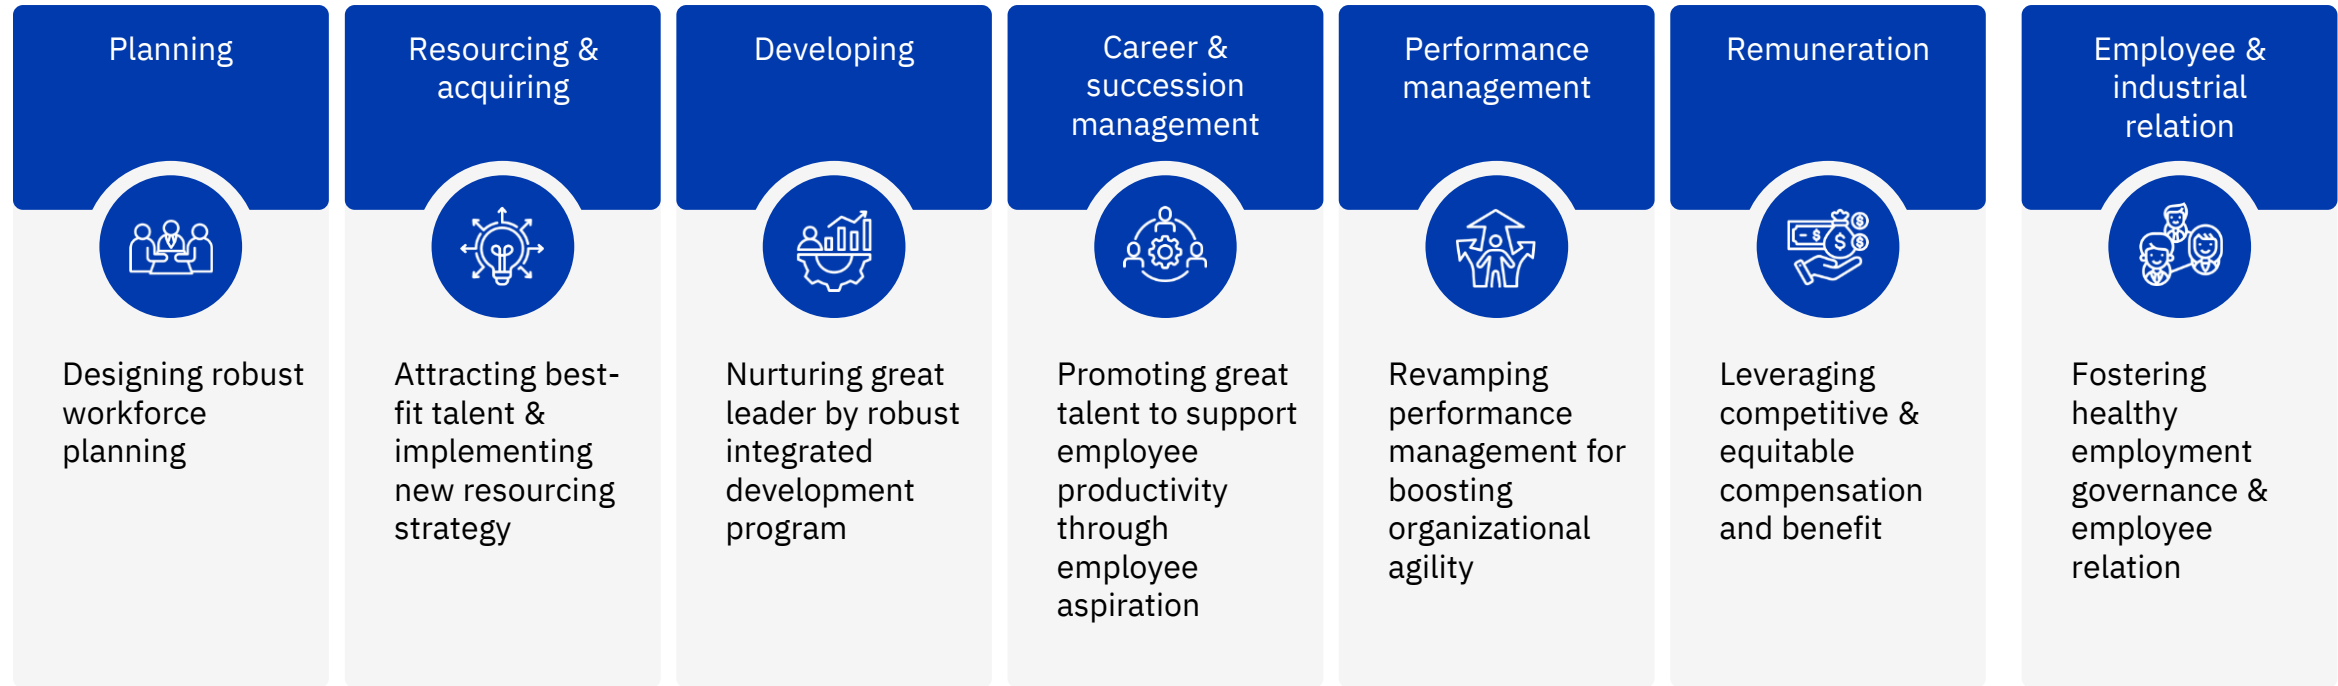 Planning
Designing robust
workforce
planning
Resourcing &
acquiring
Attracting best-
fit talent &
implementing
new resourcing
strategy
Developing
Nurturing great
leader by robust
integrated
development
program
Career &
succession
management
Promoting great
talent to support
employee
productivity
through
employee
aspiration
Performance
management
Revamping
performance
management for
boosting
organizational
agility
Remuneration
Leveraging
competitive &
equitable
compensation
and benefit
Employee &
industrial
relation
Fostering
healthy
employment
governance &
employee
relation